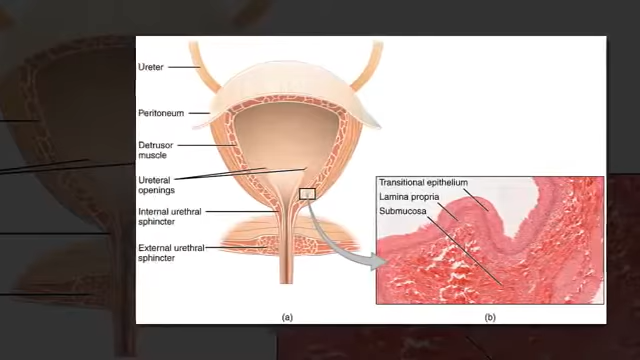 Ureter
Peritoneum
Detrusor
muscle
Ureteral
openings
Internal urethral
sphincter
External urethral
sphincter
Transitional epithelium
Lamina propria
Submucosa
(a)
(b)